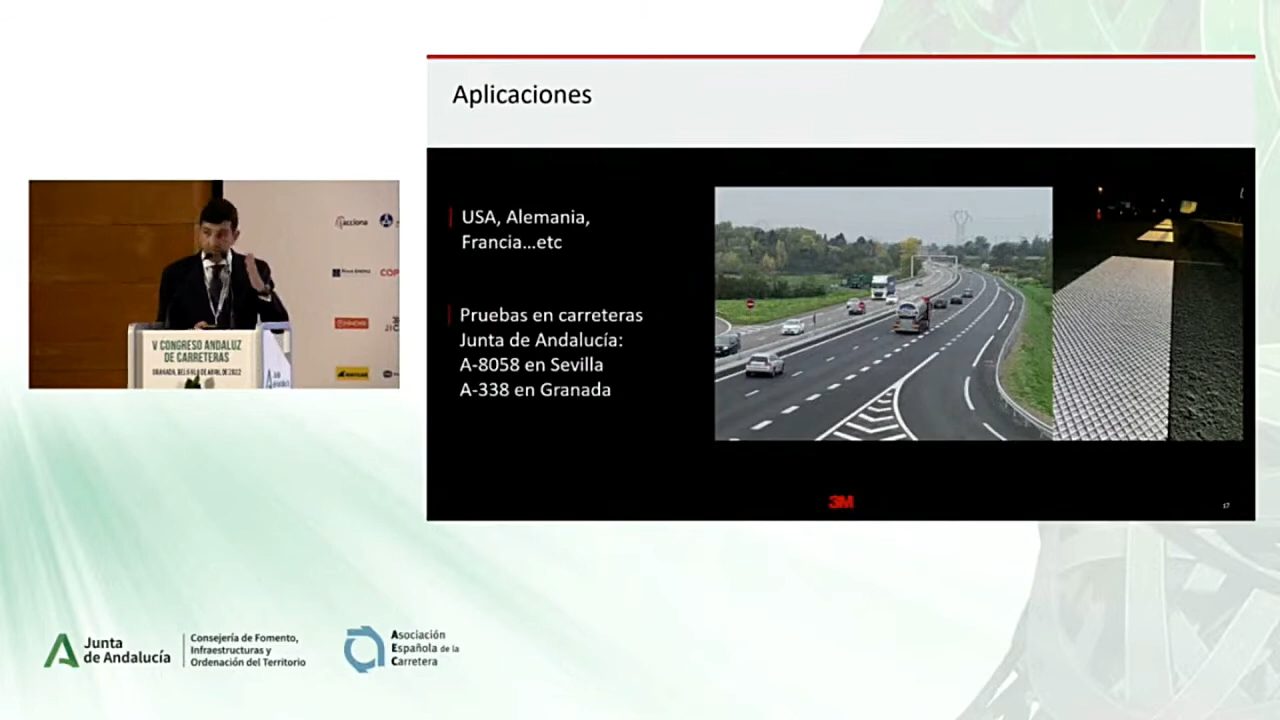 Aplicaciones
USA, Alemania,
Francia...etc
Pruebas en carreteras
Junta de Andalucía:
A-8058 en Sevilla
A-338 en Granada
3M
17
acciona
V CONGRESO ANDALUZ
DE CARRETERAS
GRANADA, DEL 6 AL 8 DE ABRIL DE 2022
Junta
de Andalucía
Consejería de Fomento,
Infraestructuras y
Ordenación del Territorio
Asociación
Española de la
Carretera